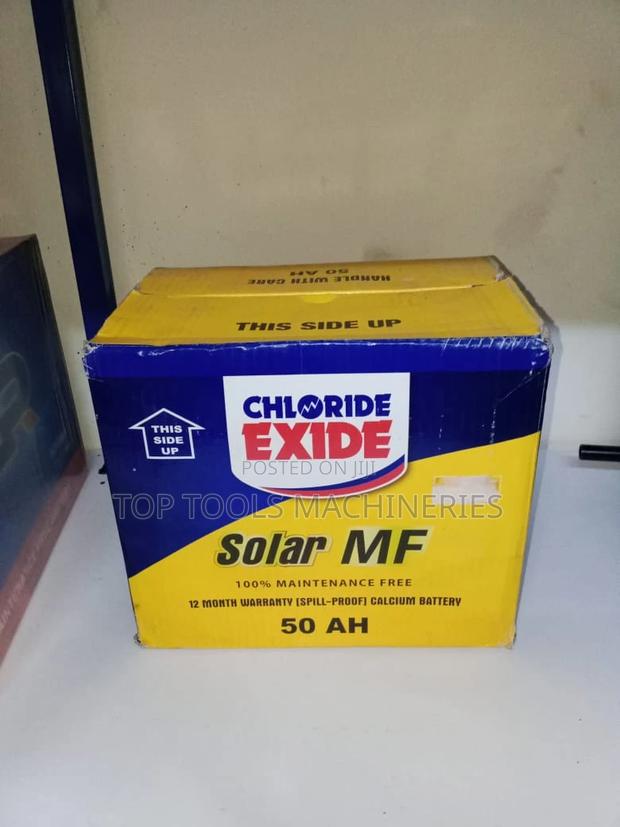 HANDLE WITH CARE
50 AH
THIS SIDE UP
THIS
SIDE
UP
CHLORIDE
EXIDE
POSTED ON JIJI
TOP TOOLS MACHINERIES
Solar MF
100% MAINTENANCE FREE
12 MONTH WARRANTY [SPILL-PROOF] CALCIUM BATTERY
50 AH